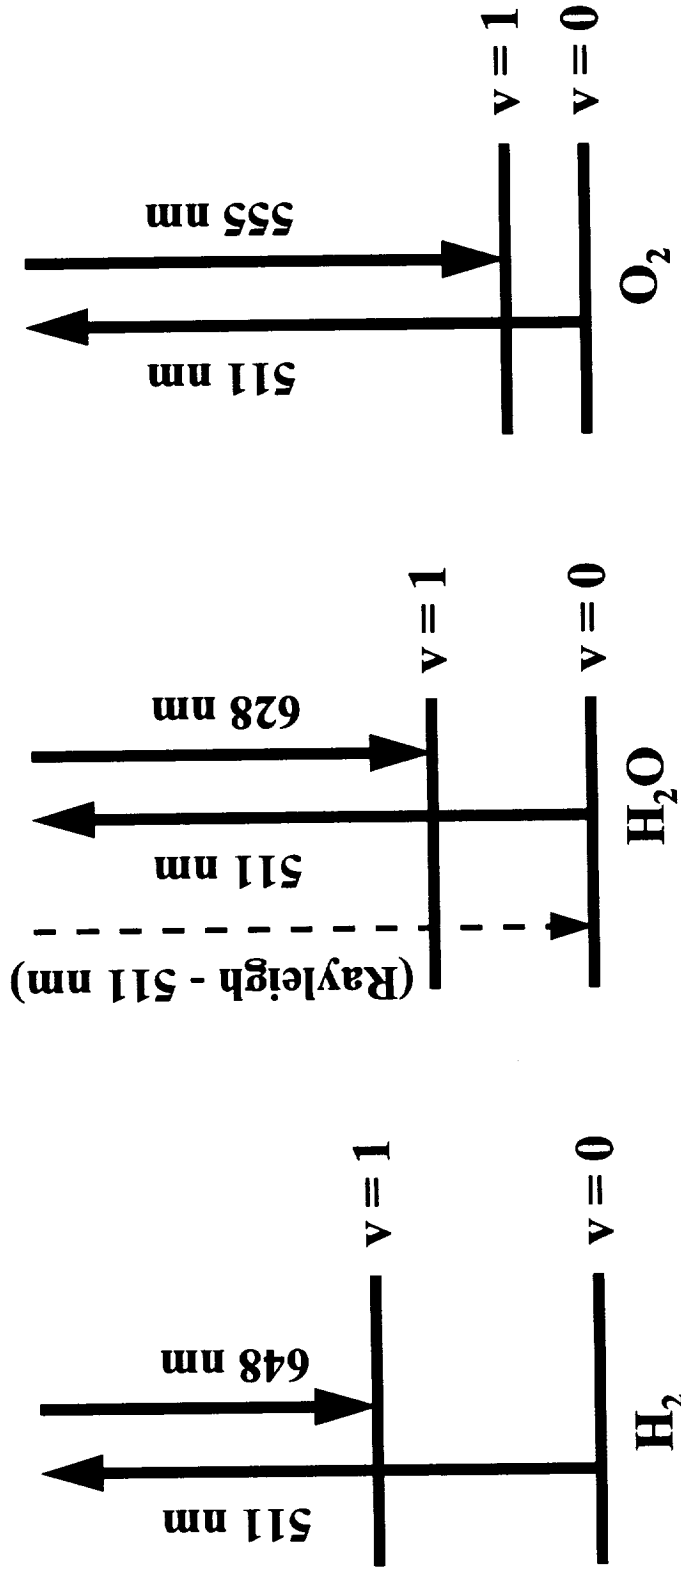 511 nm
648 nm
v = 1
v = 0
H2
(Rayleigh - 511 nm)
511 nm
628 nm
v = 1
v = 0
H2O
511 nm
555 nm
v = 1
v = 0
O2